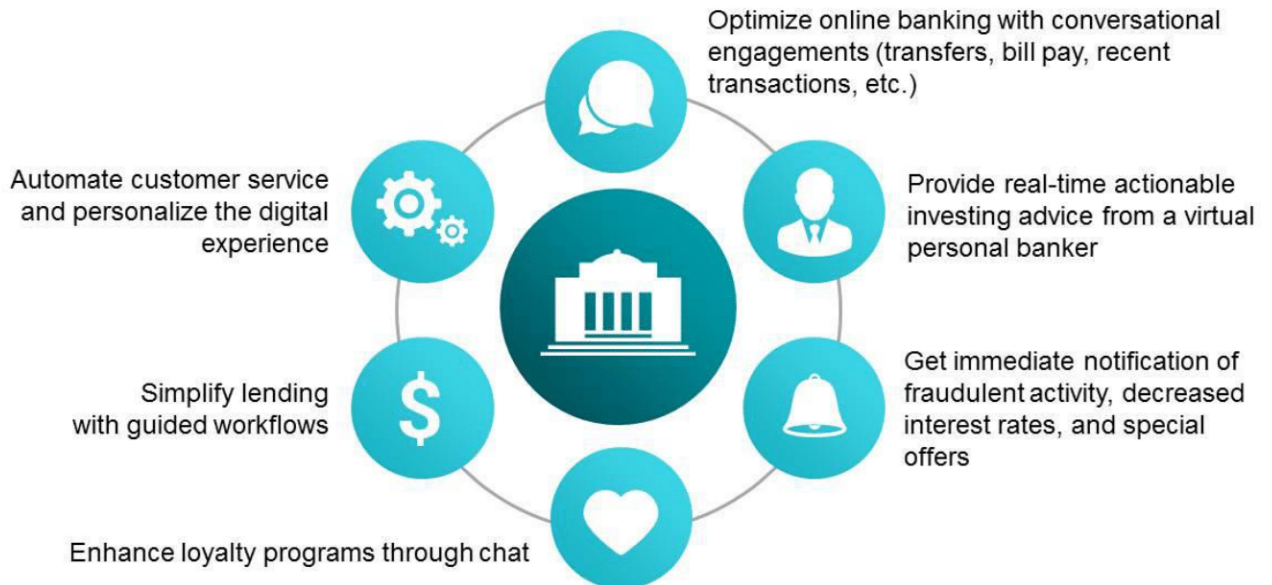 Optimize online banking with conversational
engagements (transfers, bill pay, recent
transactions, etc.)
Provide real-time actionable
investing advice from a virtual
personal banker
Get immediate notification of
fraudulent activity, decreased
interest rates, and special
offers
Enhance loyalty programs through chat
Simplify lending
with guided workflows
Automate customer service
and personalize the digital
experience
$